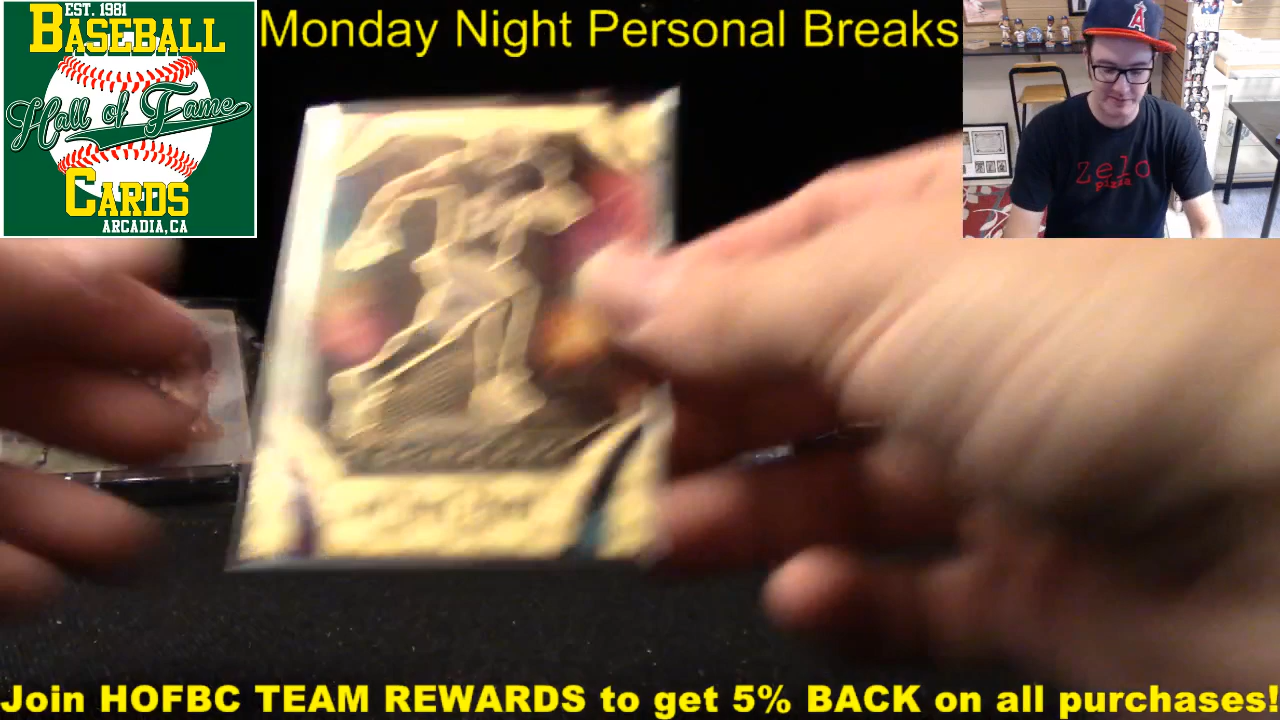 EST. 1981
BASEBALL
Hall of Fame
CARDS
ARCADIA,CA
Monday Night Personal Breaks
A
Zelo
pizza
Join HOFBC TEAM REWARDS to get 5% BACK on all purchases!